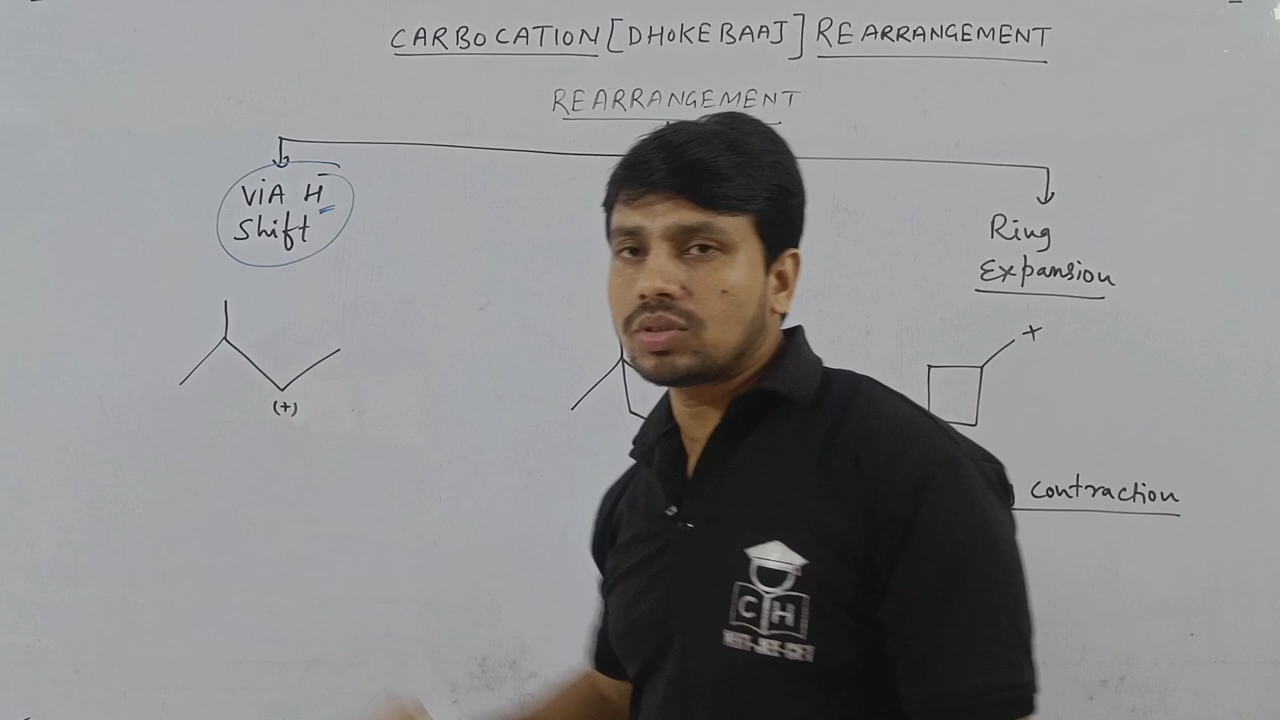 CARBOCATION [DHOKEBAAJ] REARRANGEMENT
REARRANGEMENT
VIA H⁻
Shift
Ring
Expansion
(+)
+
contraction
C H